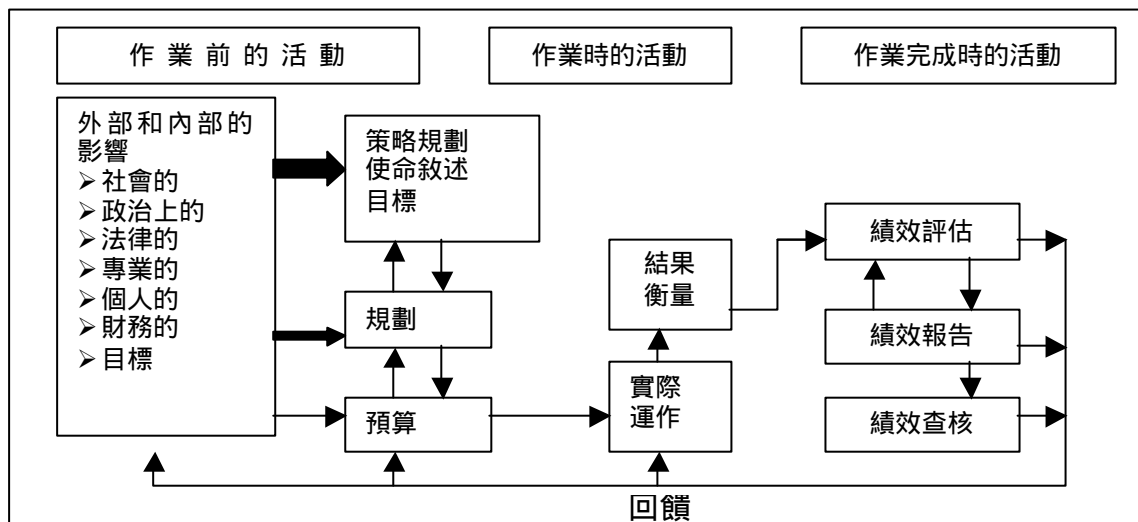 作業前的活動
作業時的活動
作業完成時的活動
外部和內部的
影響
➢社會的
➢政治上的
➢法律的
➢專業的
➢個人的
➢財務的
➢目標
策略規劃
使命敘述
目標
規劃
預算
結果
衡量
實際
運作
績效評估
績效報告
績效查核
回饋